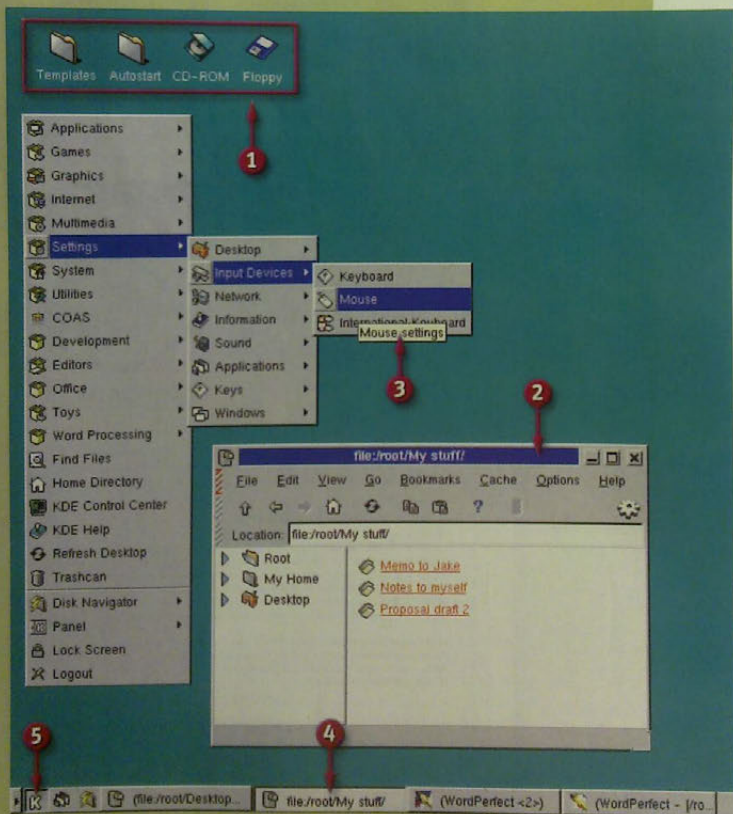 Templates Autostart CD-ROM Floppy
1
Applications
Games
Graphics
Internet
Multimedia
Settings
System
Utilities
COAS
Development
Editors
Office
Toys
Word Processing
Find Files
Home Directory
KDE Control Center
KDE Help
Refresh Desktop
Trashcan
Disk Navigator
Panel
Lock Screen
Logout
Desktop
Input Devices
Network
Information
Sound
Applications
Keys
Windows
Keyboard
Mouse
International Keyboard
Mouse settings
3
2
file:/root/My stuff/
File Edit View Go Bookmarks Cache Options Help
?
Location: file:/root/My stuff/
Root
My Home
Desktop
Memo to Jake
Notes to myself
Proposal draft 2
5
4
K (file:/root/Desktop... file:/root/My stuff/ (WordPerfect <2>) (WordPerfect - [/ro...